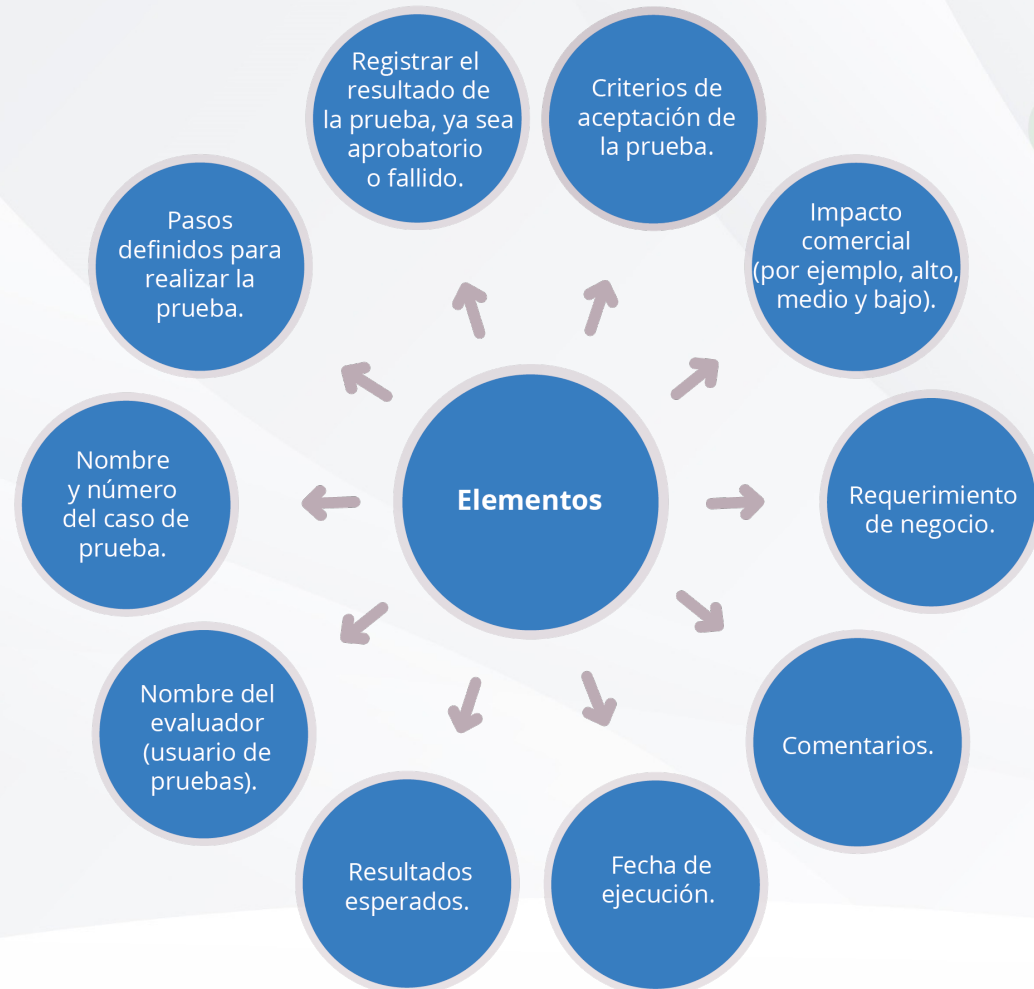 Registrar el
resultado de
la prueba, ya sea
aprobatorio
o fallido.
Criterios de
aceptación de
la prueba.
Impacto
comercial
(por ejemplo, alto,
medio y bajo).
Requerimiento
de negocio.
Comentarios.
Fecha de
ejecución.
Resultados
esperados.
Nombre del
evaluador
(usuario de
pruebas).
Nombre
y número
del caso de
prueba.
Pasos
definidos para
realizar la
prueba.
Elementos